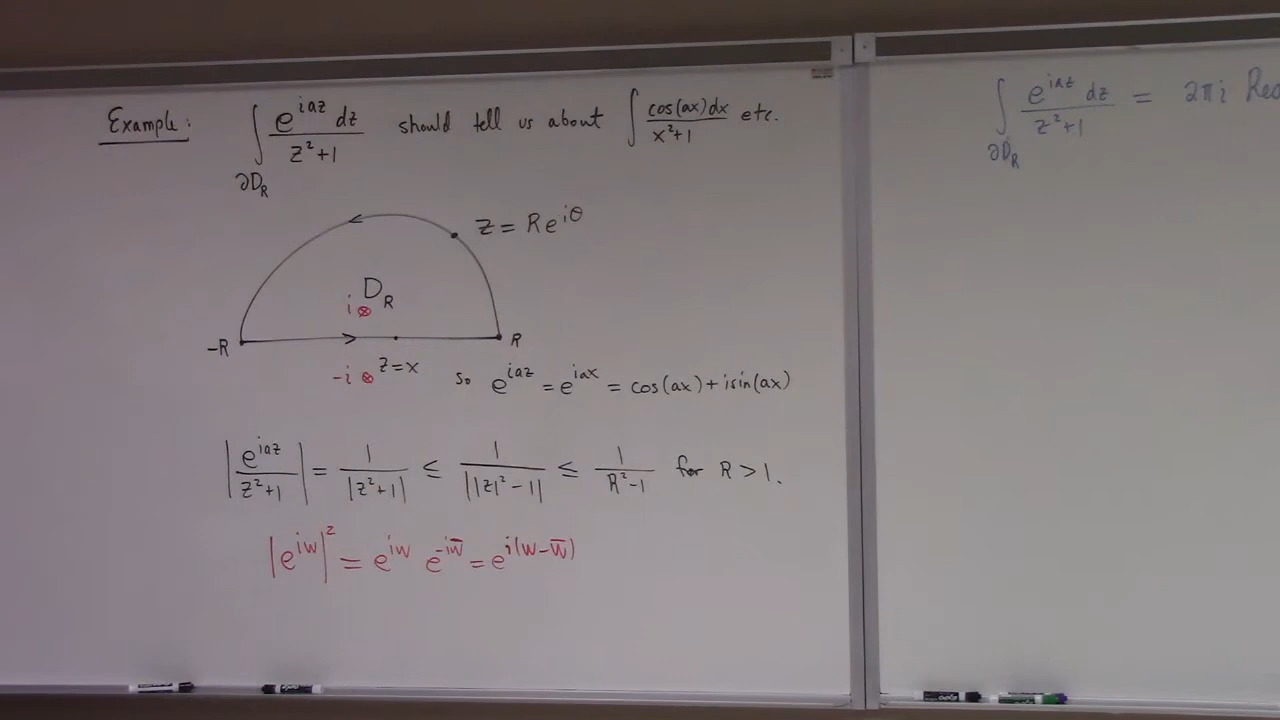 Example: ∫_{∂D_R} e^{iaz} dz / (z²+1) should tell us about ∫ cos(ax)dx / (x²+1) etc.
z = Re^{iθ}
D_R
i ⊗
-R
R
-i ⊗
z=x
so e^{iaz} = e^{iax} = cos(ax)+isin(ax)
|e^{iaz} / (z²+1)| = 1 / |z²+1| ≤ 1 / ||z|²-1| ≤ 1 / (R²-1) for R > 1.
|e^{iw}|² = e^{iw} e^{-iw̅} = e^{i(w-w̅)}
∫_{∂D_R} e^{iaz} dz / (z²+1) = 2πi Res